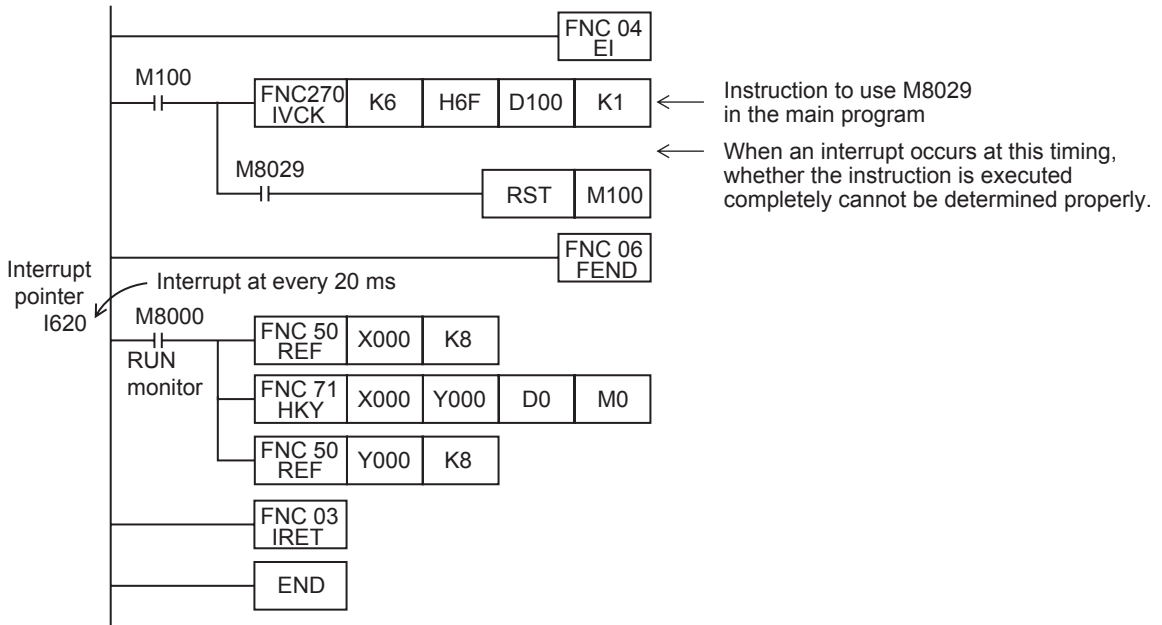 FNC 04
EI
M100
FNC270
IVCK
K6
H6F
D100
K1
Instruction to use M8029
in the main program
When an interrupt occurs at this timing,
whether the instruction is executed
completely cannot be determined properly.
M8029
RST
M100
FNC 06
FEND
Interrupt
pointer
I620
Interrupt at every 20 ms
M8000
RUN
monitor
FNC 50
REF
X000
K8
FNC 71
HKY
X000
Y000
D0
M0
FNC 50
REF
Y000
K8
FNC 03
IRET
END